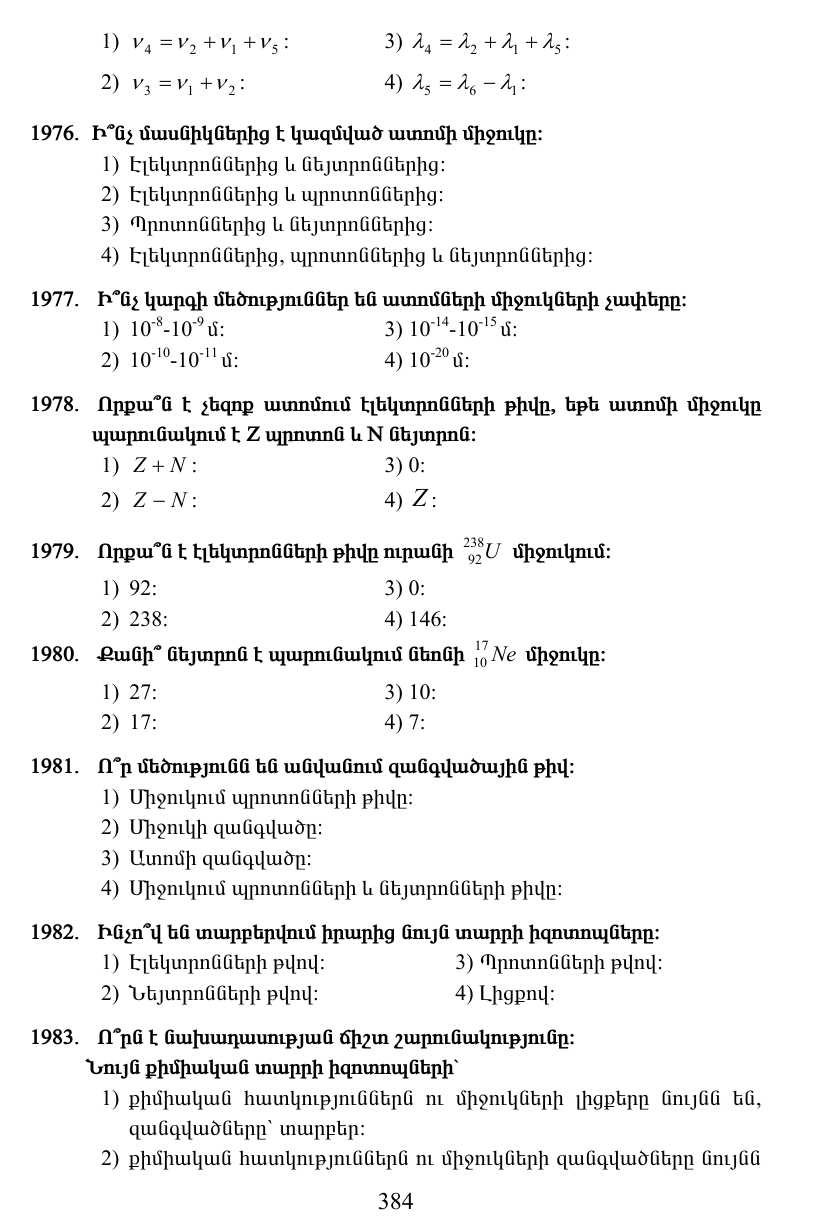 1) ν₄ = ν₂ + ν₁ + ν₅ : 3) λ₄ = λ₂ + λ₁ + λ₅ :
2) ν₃ = ν₁ + ν₂ : 4) λ₅ = λ₆ − λ₁ :
1976. Ի՞նչ մասնիկներից է կազմված ատոմի միջուկը:
1) Էլեկտրոններից և նեյտրոններից:
2) Էլեկտրոններից և պրոտոններից:
3) Պրոտոններից և նեյտրոններից:
4) Էլեկտրոններից, պրոտոններից և նեյտրոններից:
1977. Ի՞նչ կարգի մեծություններ են ատոմների միջուկների չափերը:
1) 10⁻⁸-10⁻⁹ մ: 3) 10⁻¹⁴-10⁻¹⁵ մ:
2) 10⁻¹⁰-10⁻¹¹ մ: 4) 10⁻²⁰ մ:
1978. Որքա՞ն է չեզոք ատոմում էլեկտրոնների թիվը, եթե ատոմի միջուկը
պարունակում է Z պրոտոն և N նեյտրոն:
1) Z + N : 3) 0:
2) Z − N : 4) Z :
1979. Որքա՞ն է էլեկտրոնների թիվը ուրանի ²³⁸₉₂U միջուկում:
1) 92: 3) 0:
2) 238: 4) 146:
1980. Քանի՞ նեյտրոն է պարունակում նեոնի ¹⁷₁₀Ne միջուկը:
1) 27: 3) 10:
2) 17: 4) 7:
1981. Ո՞ր մեծությունն են անվանում զանգվածային թիվ:
1) Միջուկում պրոտոնների թիվը:
2) Միջուկի զանգվածը:
3) Ատոմի զանգվածը:
4) Միջուկում պրոտոնների և նեյտրոնների թիվը:
1982. Ինչո՞վ են տարբերվում իրարից նույն տարրի իզոտոպները:
1) Էլեկտրոնների թվով: 3) Պրոտոնների թվով:
2) Նեյտրոնների թվով: 4) Լիցքով:
1983. Ո՞րն է նախադասության ճիշտ շարունակությունը:
Նույն քիմիական տարրի իզոտոպների՝
1) քիմիական հատկություններն ու միջուկների լիցքերը նույնն են,
զանգվածները՝ տարբեր:
2) քիմիական հատկություններն ու միջուկների զանգվածները նույնն
384